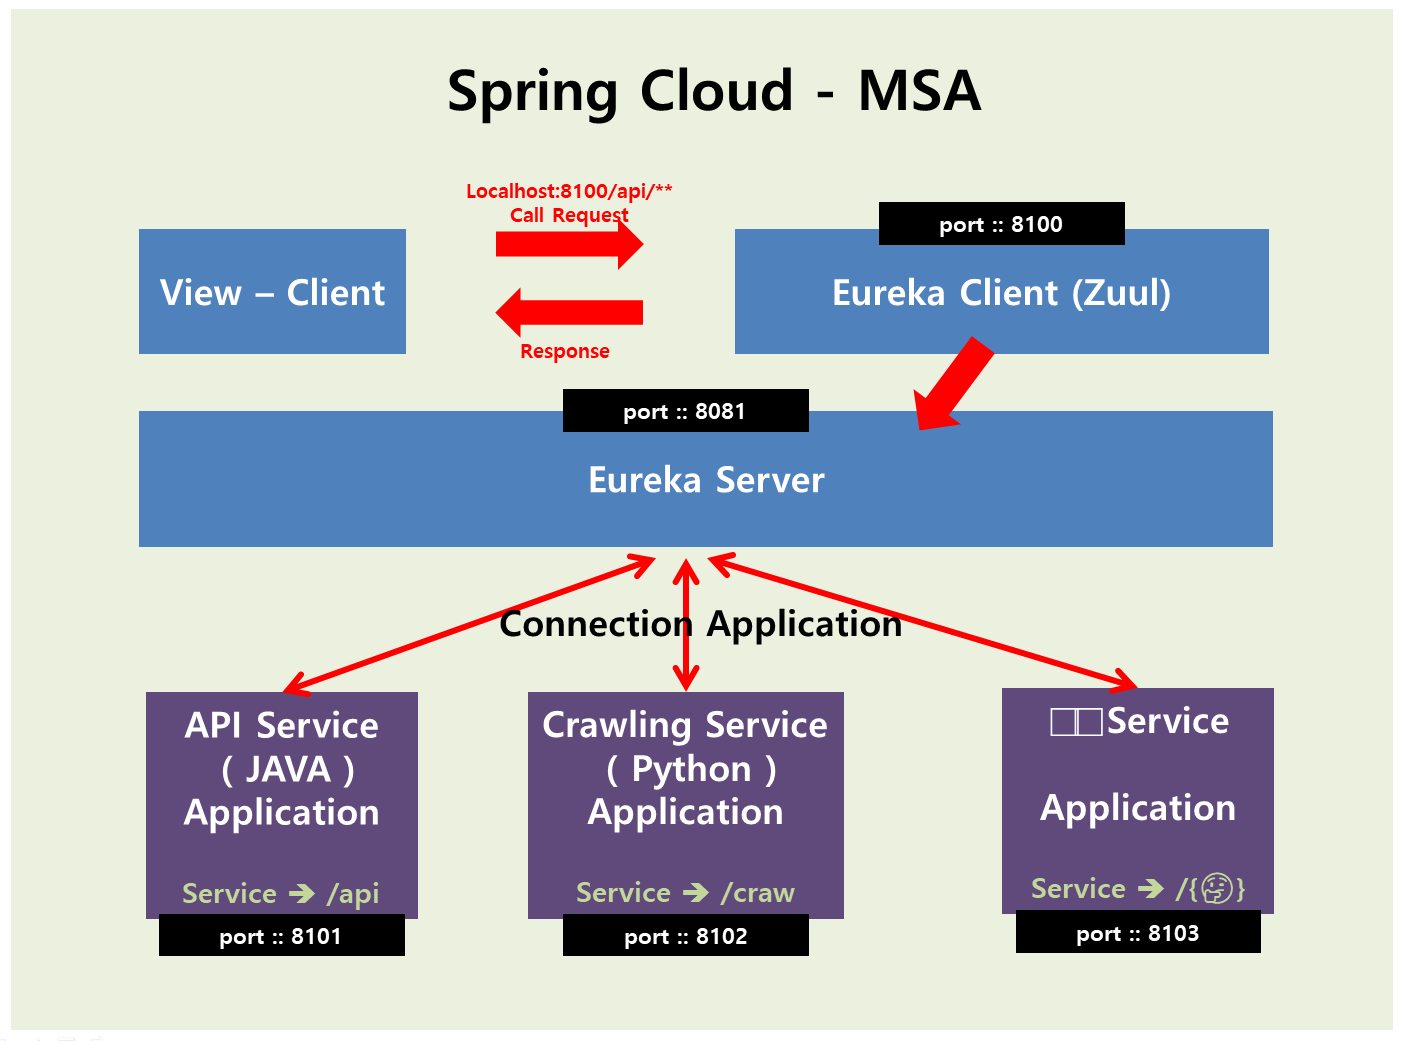 Spring Cloud - MSA
Localhost:8100/api/**
Call Request
port :: 8100
View – Client
Eureka Client (Zuul)
Response
port :: 8081
Eureka Server
Connection Application
API Service
( JAVA )
Application
Service ➔ /api
port :: 8101
Crawling Service
( Python )
Application
Service ➔ /craw
port :: 8102
□□Service
Application
Service ➔ /{🤔}
port :: 8103